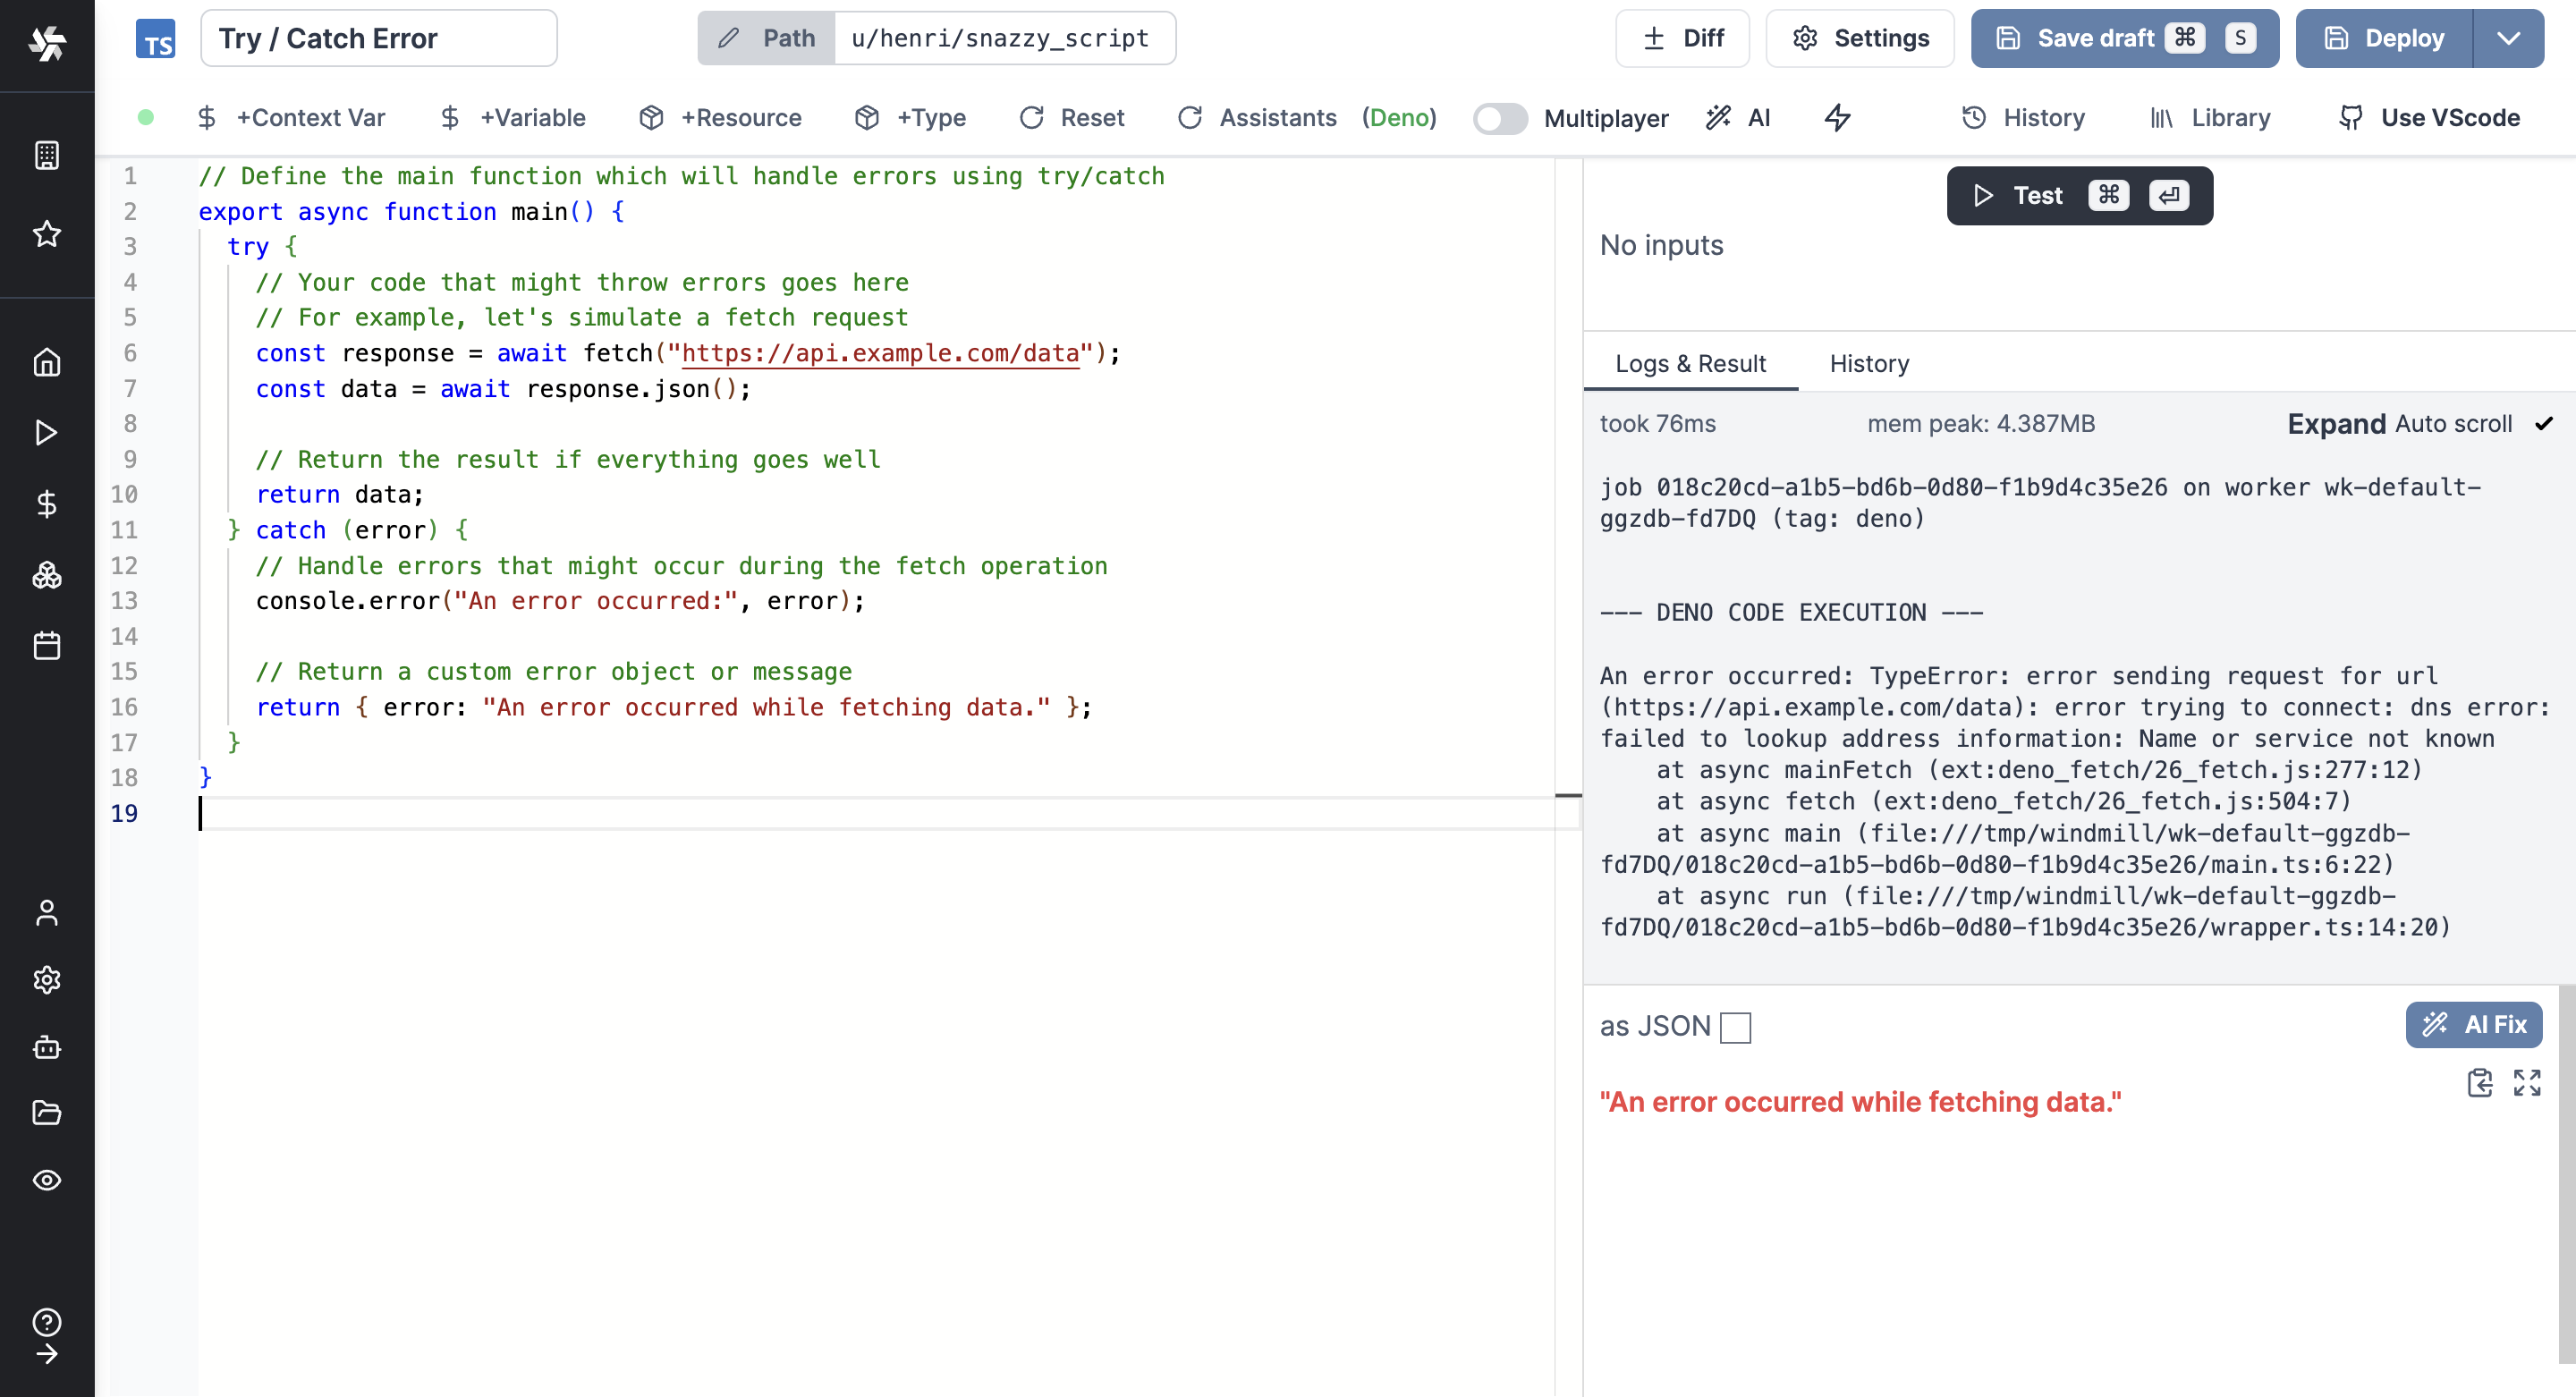 TS
Try / Catch Error
Path
u/henri/snazzy_script
Diff
Settings
Save draft ⌘ S
Deploy
+Context Var
+Variable
+Resource
+Type
Reset
Assistants
(Deno)
Multiplayer
AI
History
Library
Use VScode
1 // Define the main function which will handle errors using try/catch
2 export async function main() {
3 try {
4 // Your code that might throw errors goes here
5 // For example, let's simulate a fetch request
6 const response = await fetch("https://api.example.com/data");
7 const data = await response.json();
8
9 // Return the result if everything goes well
10 return data;
11 } catch (error) {
12 // Handle errors that might occur during the fetch operation
13 console.error("An error occurred:", error);
14
15 // Return a custom error object or message
16 return { error: "An error occurred while fetching data." };
17 }
18 }
19
Test ⌘ ⏎
No inputs
Logs & Result
History
took 76ms
mem peak: 4.387MB
Expand
Auto scroll
job 018c20cd-a1b5-bd6b-0d80-f1b9d4c35e26 on worker wk-default-
ggzdb-fd7DQ (tag: deno)
--- DENO CODE EXECUTION ---
An error occurred: TypeError: error sending request for url
(https://api.example.com/data): error trying to connect: dns error:
failed to lookup address information: Name or service not known
at async mainFetch (ext:deno_fetch/26_fetch.js:277:12)
at async fetch (ext:deno_fetch/26_fetch.js:504:7)
at async main (file:///tmp/windmill/wk-default-ggzdb-
fd7DQ/018c20cd-a1b5-bd6b-0d80-f1b9d4c35e26/main.ts:6:22)
at async run (file:///tmp/windmill/wk-default-ggzdb-
fd7DQ/018c20cd-a1b5-bd6b-0d80-f1b9d4c35e26/wrapper.ts:14:20)
as JSON
AI Fix
"An error occurred while fetching data."